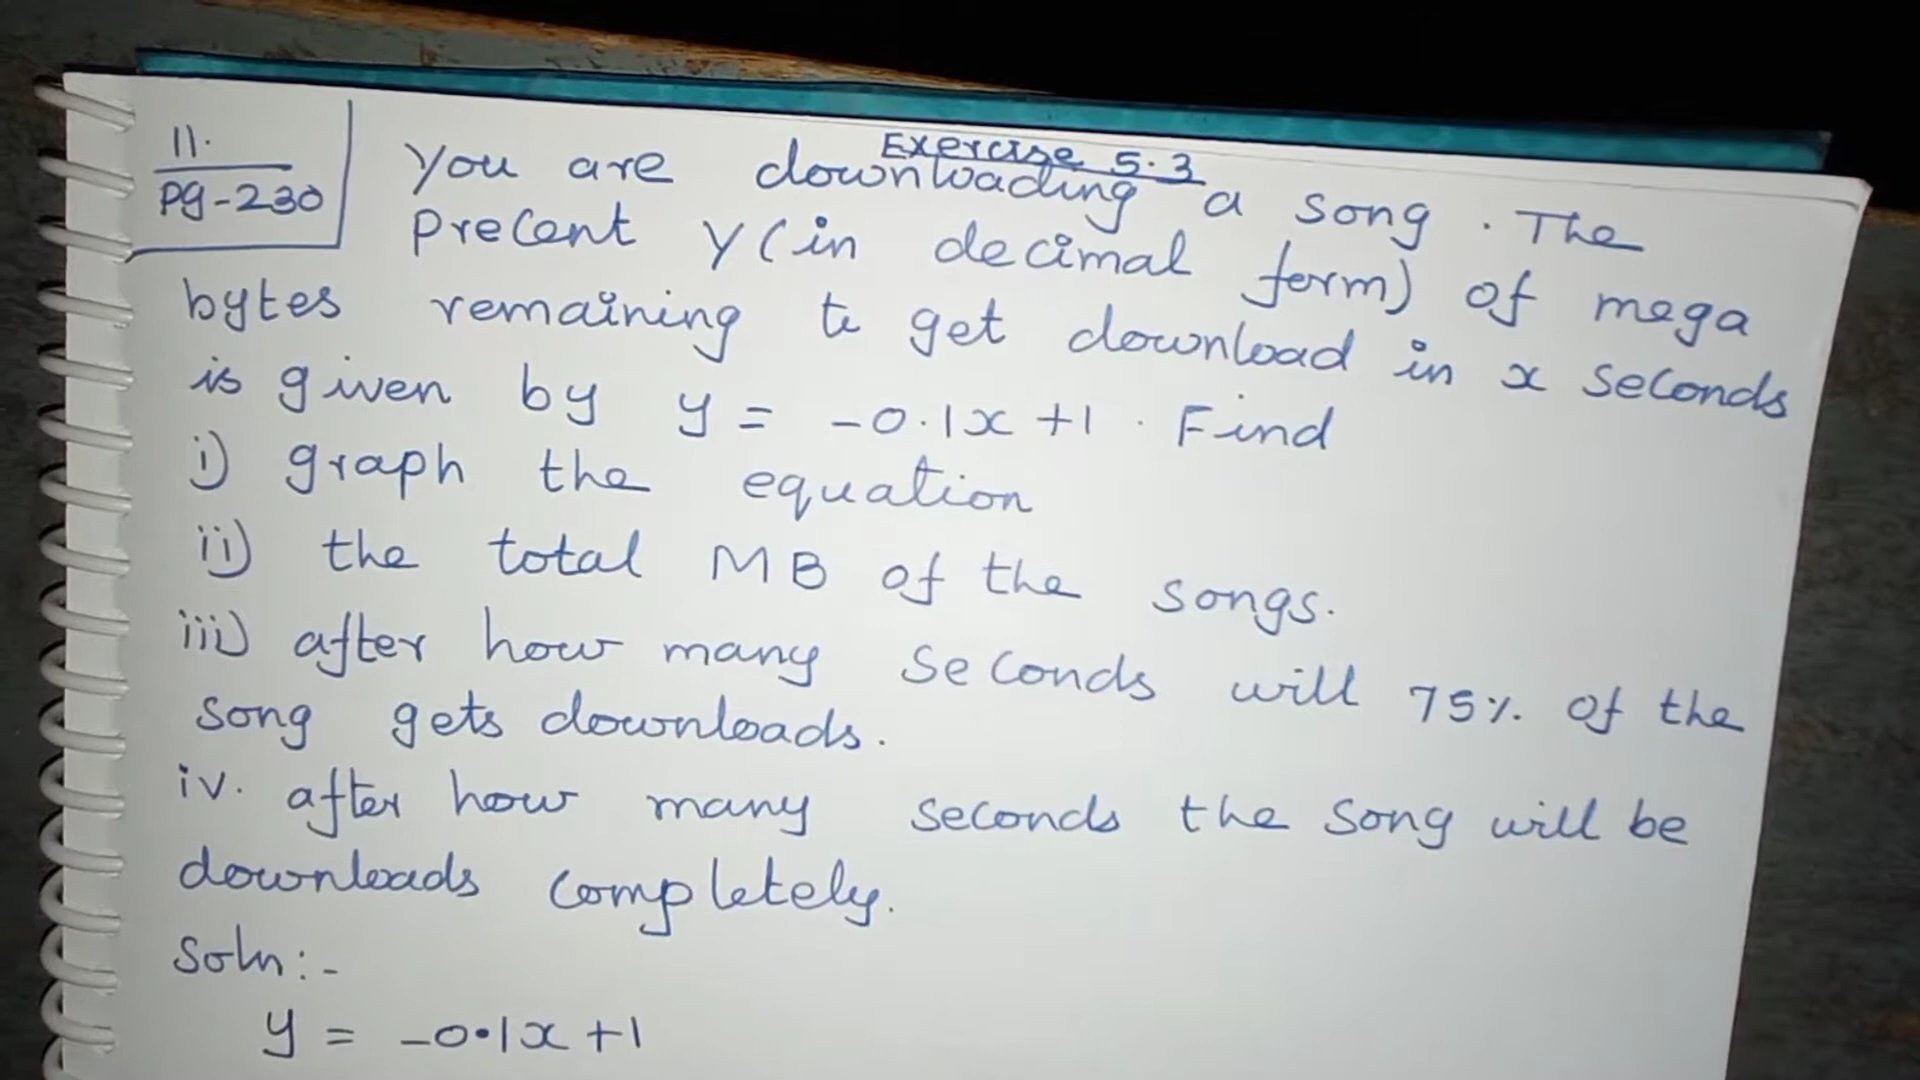 11.
Pg-230
Exercise 5.3
You are downloading a song. The
precent y (in decimal form) of mega
bytes remaining to get download in x seconds
is given by y = -0.1x +1. Find
i) graph the equation
ii) the total MB of the songs.
iii) after how many seconds will 75% of the
song gets downloads.
iv. after how many seconds the song will be
downloads completely.
Soln:-
y = -0.1x +1